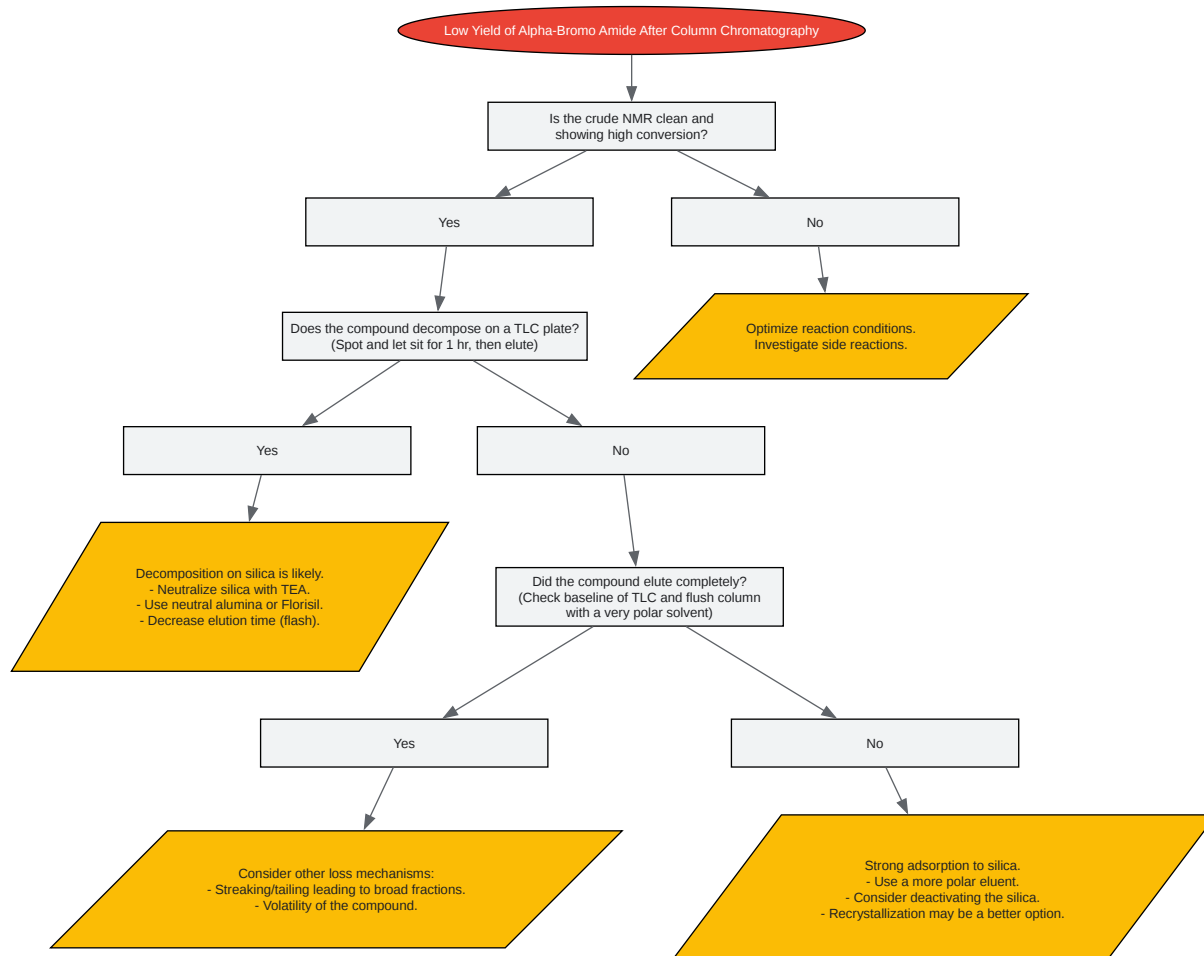 Low Yield of Alpha-Bromo Amide After Column Chromatography
Is the crude NMR clean and
showing high conversion?
Yes
No
Does the compound decompose on a TLC plate?
(Spot and let sit for 1 hr, then elute)
Optimize reaction conditions.
Investigate side reactions.
Yes
No
Decomposition on silica is likely.
- Neutralize silica with TEA.
- Use neutral alumina or Florisil.
- Decrease elution time (flash).
Did the compound elute completely?
(Check baseline of TLC and flush column
with a very polar solvent)
Yes
No
Consider other loss mechanisms:
- Streaking/tailing leading to broad fractions.
- Volatility of the compound.
Strong adsorption to silica.
- Use a more polar eluent.
- Consider deactivating the silica.
- Recrystallization may be a better option.